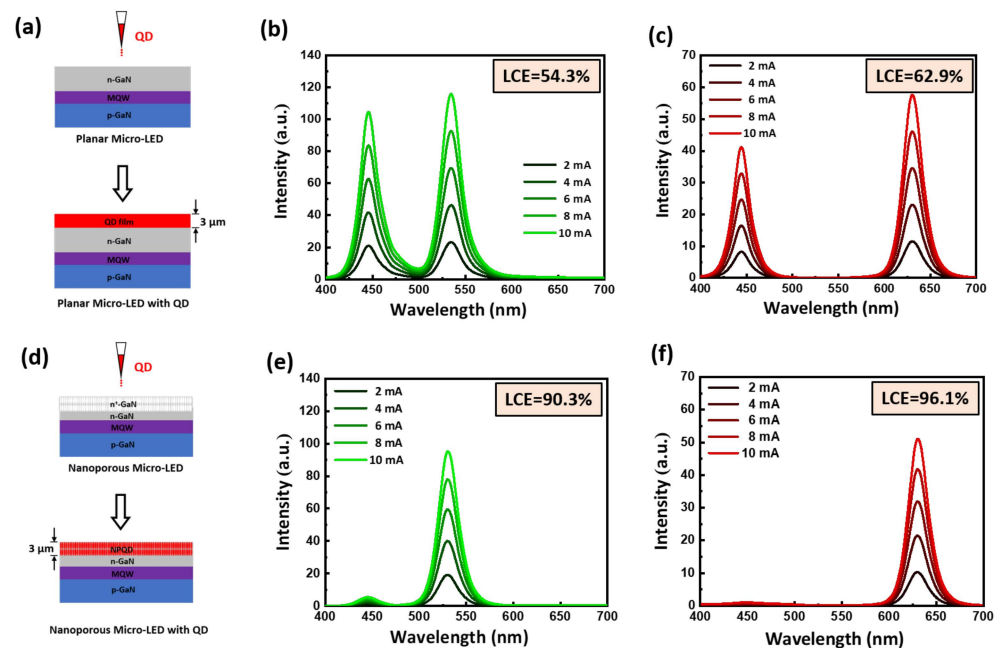 (a)
QD
n-GaN
MQW
p-GaN
Planar Micro-LED
QD film
3 μm
n-GaN
MQW
p-GaN
Planar Micro-LED with QD
(b)
140
120
100
80
60
40
20
0
Intensity (a.u.)
LCE=54.3%
2 mA
4 mA
6 mA
8 mA
10 mA
400 450 500 550 600 650 700
Wavelength (nm)
(c)
70
60
50
40
30
20
10
0
Intensity (a.u.)
2 mA
4 mA
6 mA
8 mA
10 mA
LCE=62.9%
400 450 500 550 600 650 700
Wavelength (nm)
(d)
QD
n⁺-GaN
n-GaN
MQW
p-GaN
Nanoporous Micro-LED
3 μm
NPQD
n-GaN
MQW
p-GaN
Nanoporous Micro-LED with QD
(e)
140
120
100
80
60
40
20
0
Intensity (a.u.)
2 mA
4 mA
6 mA
8 mA
10 mA
LCE=90.3%
400 450 500 550 600 650 700
Wavelength (nm)
(f)
70
60
50
40
30
20
10
0
Intensity (a.u.)
2 mA
4 mA
6 mA
8 mA
10 mA
LCE=96.1%
400 450 500 550 600 650 700
Wavelength (nm)